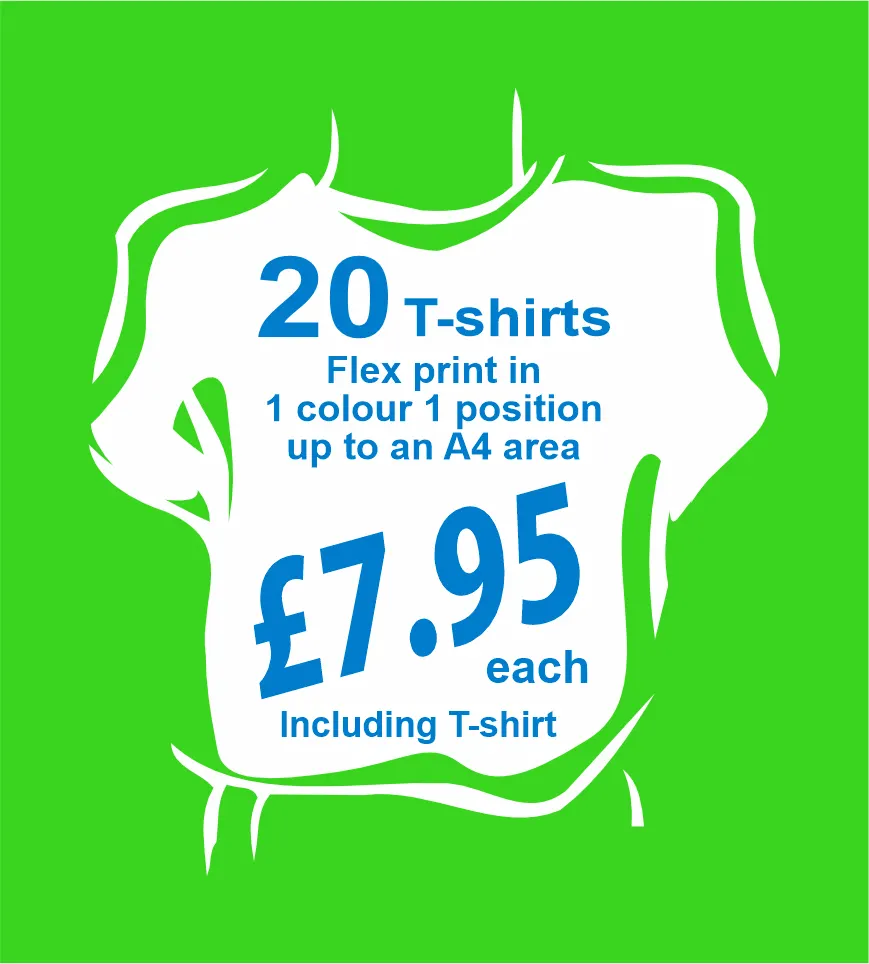 20 T-shirts
Flex print in
1 colour 1 position
up to an A4 area
£7.95
each
Including T-shirt